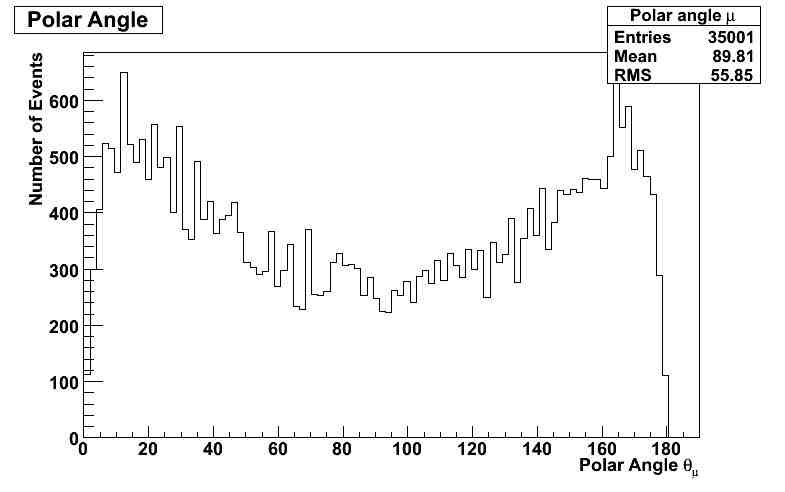 Polar Angle
Polar angle μ
Entries 35001
Mean 89.81
RMS 55.85
Number of Events
600
500
400
300
200
100
0
0 20 40 60 80 100 120 140 160 180
Polar Angle θμ